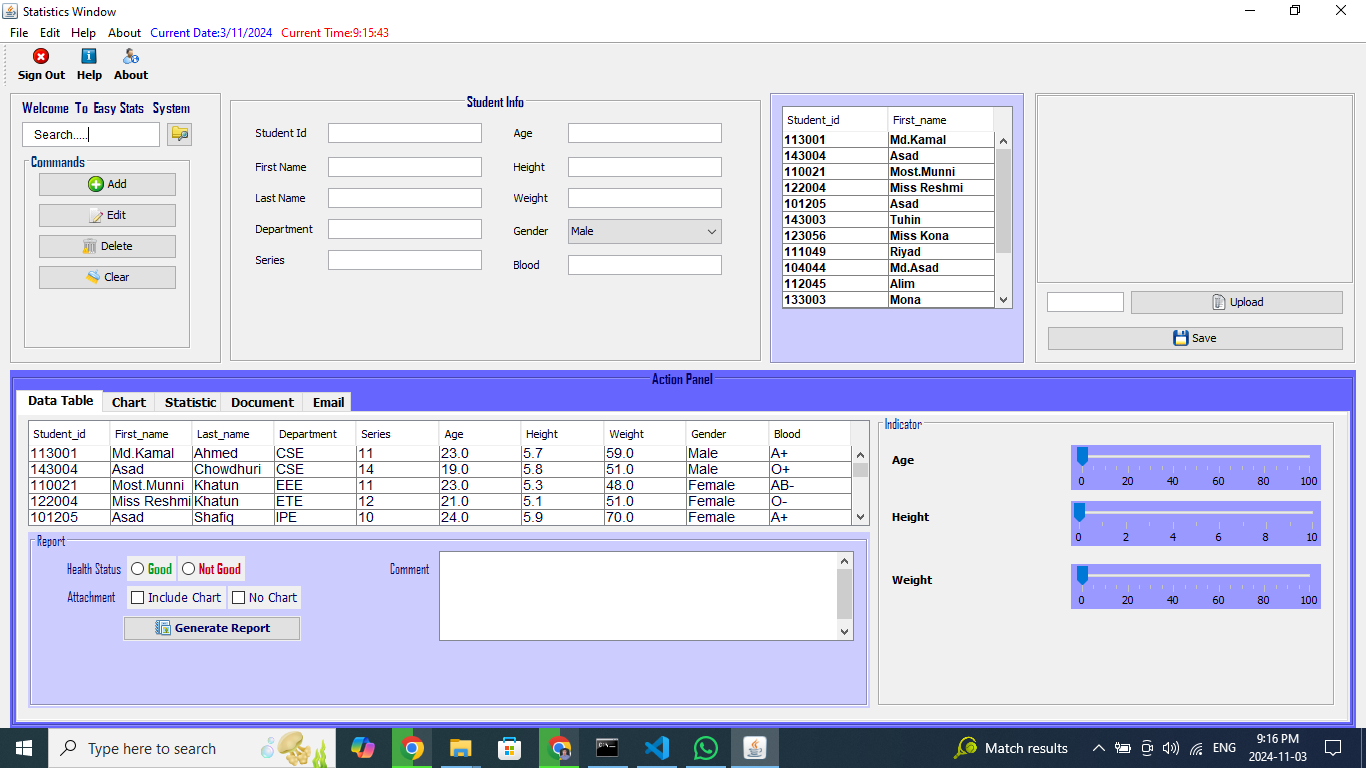 Statistics Window
File Edit Help About Current Date:3/11/2024 Current Time:9:15:43
Sign Out Help About
Welcome To Easy Stats System
Search.....
Commands
Add
Edit
Delete
Clear
Student Info
Student Id
First Name
Last Name
Department
Series
Age
Height
Weight
Gender Male
Blood
Student_id First_name
113001 Md.Kamal
143004 Asad
110021 Most.Munni
122004 Miss Reshmi
101205 Asad
143003 Tuhin
123056 Miss Kona
111049 Riyad
104044 Md.Asad
112045 Alim
133003 Mona
Upload
Save
Action Panel
Data Table Chart Statistic Document Email
Student_id First_name Last_name Department Series Age Height Weight Gender Blood
113001 Md.Kamal Ahmed CSE 11 23.0 5.7 59.0 Male A+
143004 Asad Chowdhuri CSE 14 19.0 5.8 51.0 Male O+
110021 Most.Munni Khatun EEE 11 23.0 5.3 48.0 Female AB-
122004 Miss Reshmi Khatun ETE 12 21.0 5.1 51.0 Female O-
101205 Asad Shafiq IPE 10 24.0 5.9 70.0 Female A+
Report
Health Status Good Not Good
Attachment Include Chart No Chart
Generate Report
Comment
Indicator
Age
0 20 40 60 80 100
Height
0 2 4 6 8 10
Weight
0 20 40 60 80 100
Type here to search
Match results
ENG
9:16 PM
2024-11-03